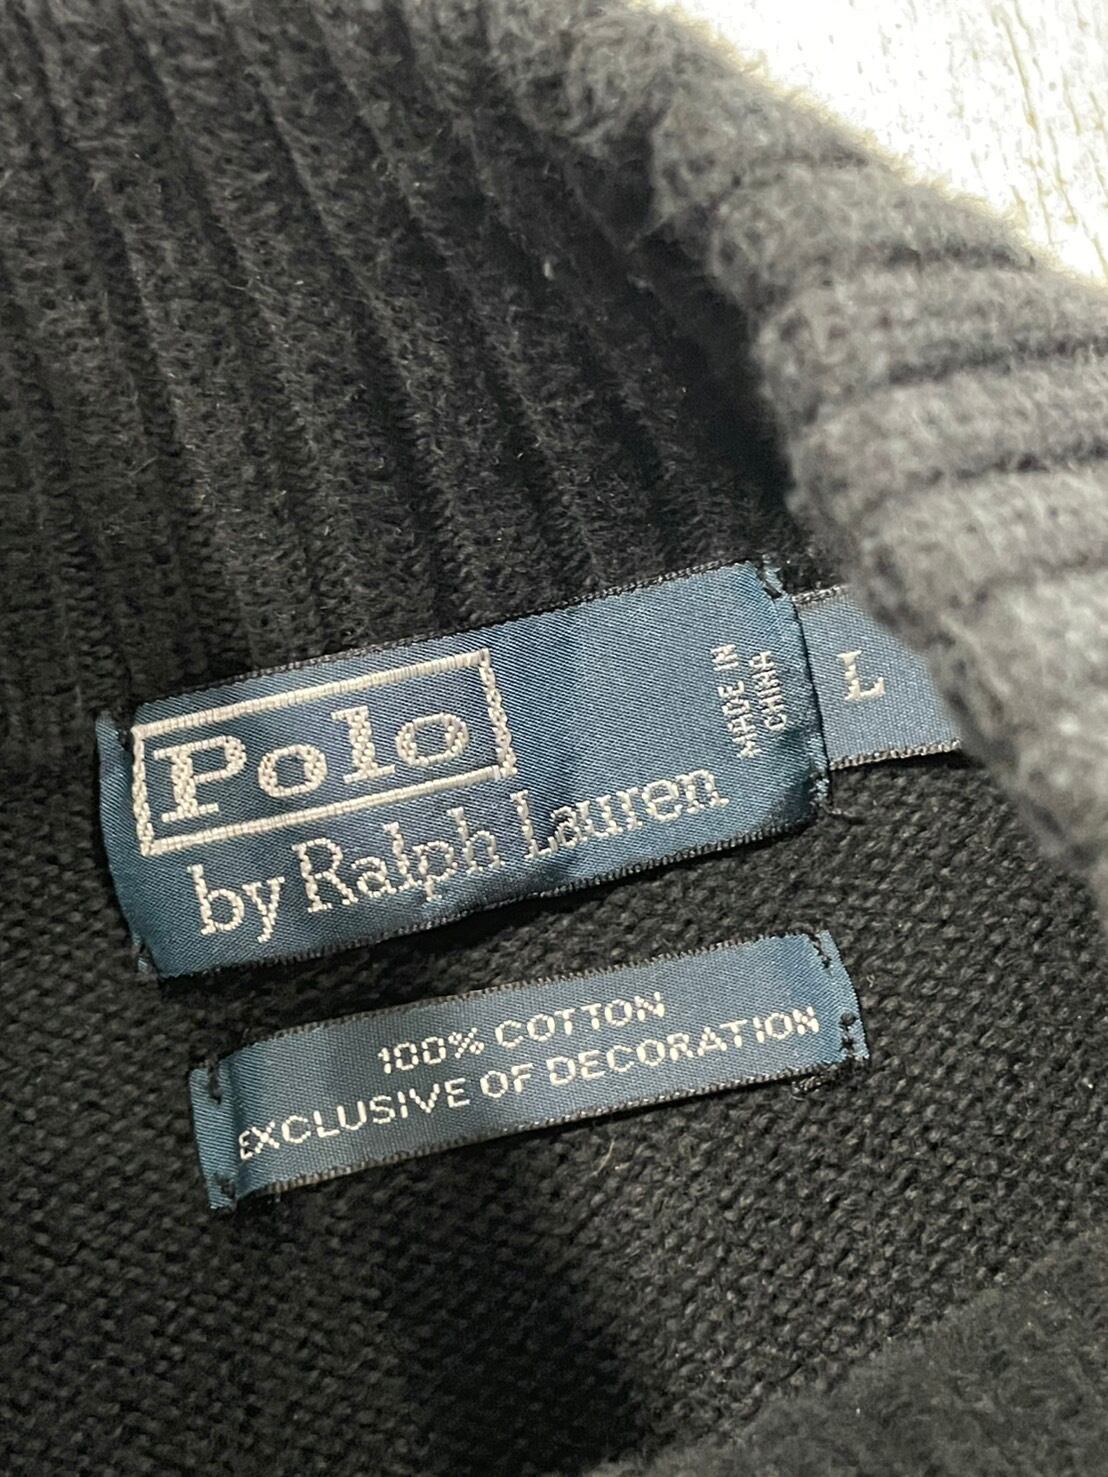 Polo
by Ralph Lauren
MADE IN
CHINA
L
100% COTTON
EXCLUSIVE OF DECORATION